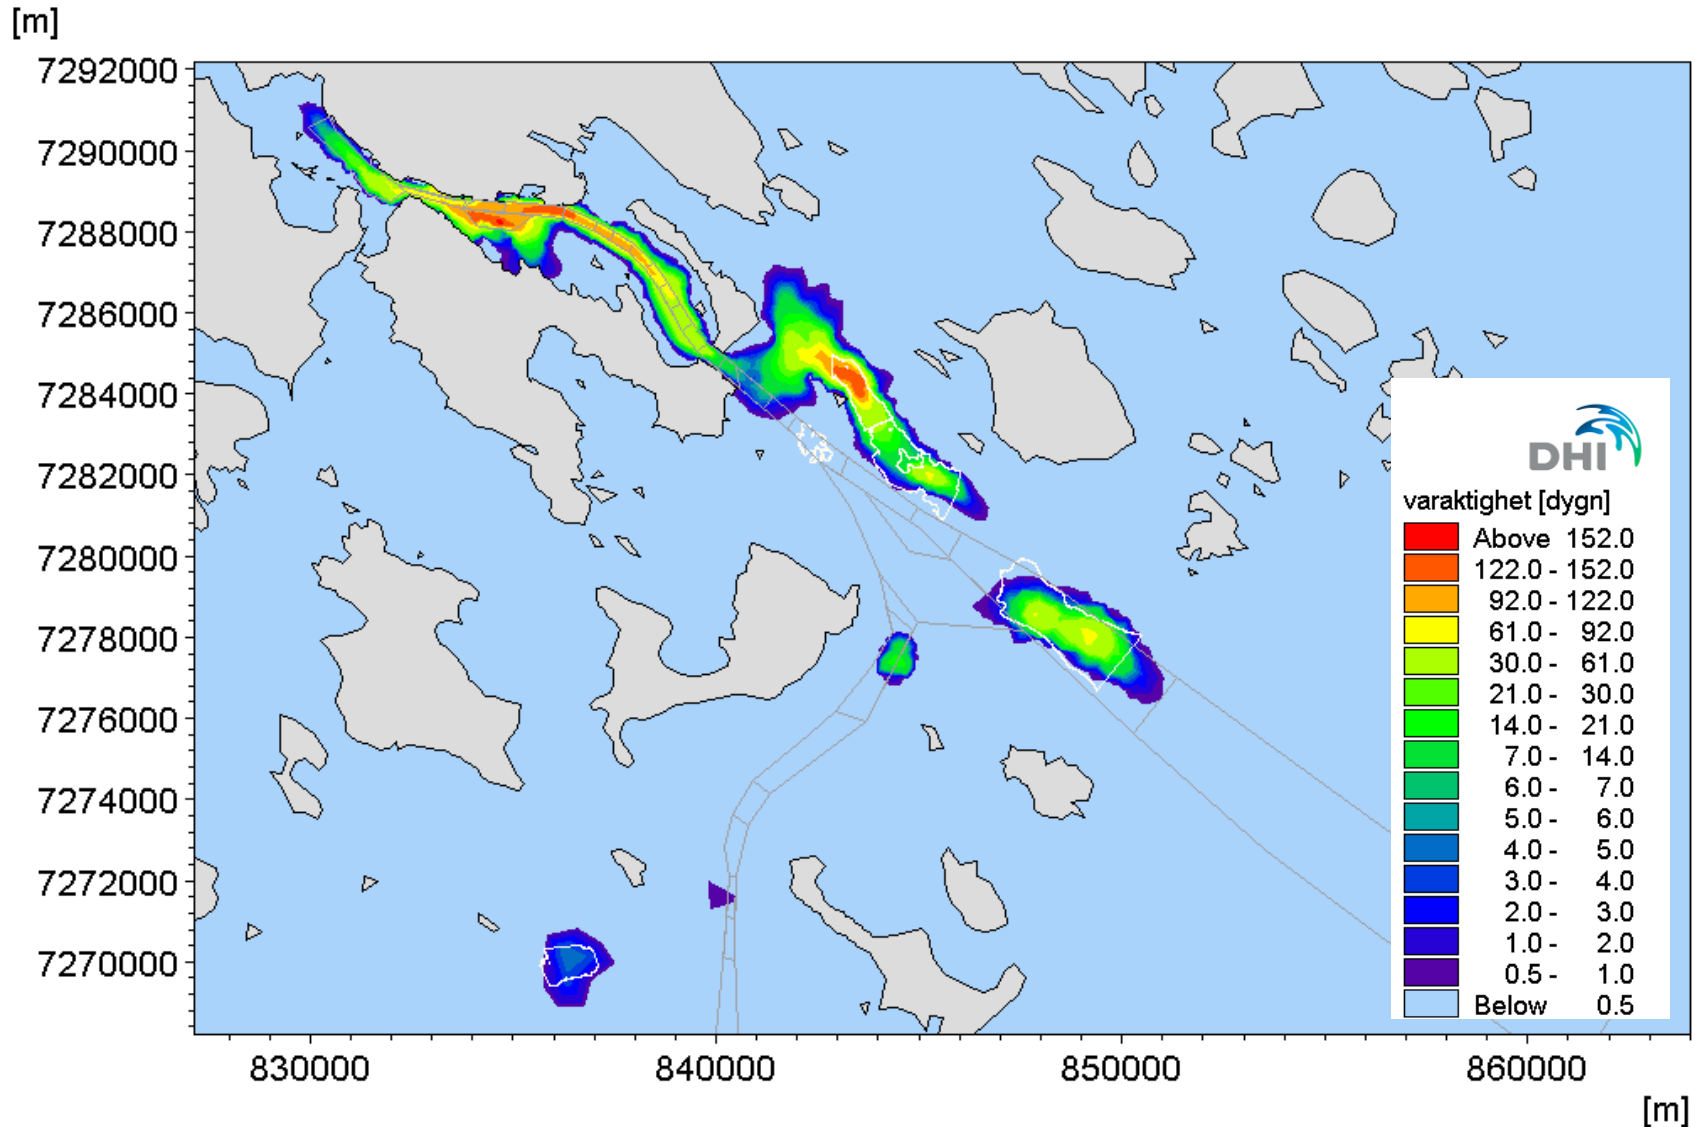 [m]
7292000
7290000
7288000
7286000
7284000
7282000
7280000
7278000
7276000
7274000
7272000
7270000
830000 840000 850000 860000
[m]
DHI
varaktighet [dygn]
Above 152.0
122.0 - 152.0
92.0 - 122.0
61.0 - 92.0
30.0 - 61.0
21.0 - 30.0
14.0 - 21.0
7.0 - 14.0
6.0 - 7.0
5.0 - 6.0
4.0 - 5.0
3.0 - 4.0
2.0 - 3.0
1.0 - 2.0
0.5 - 1.0
Below 0.5